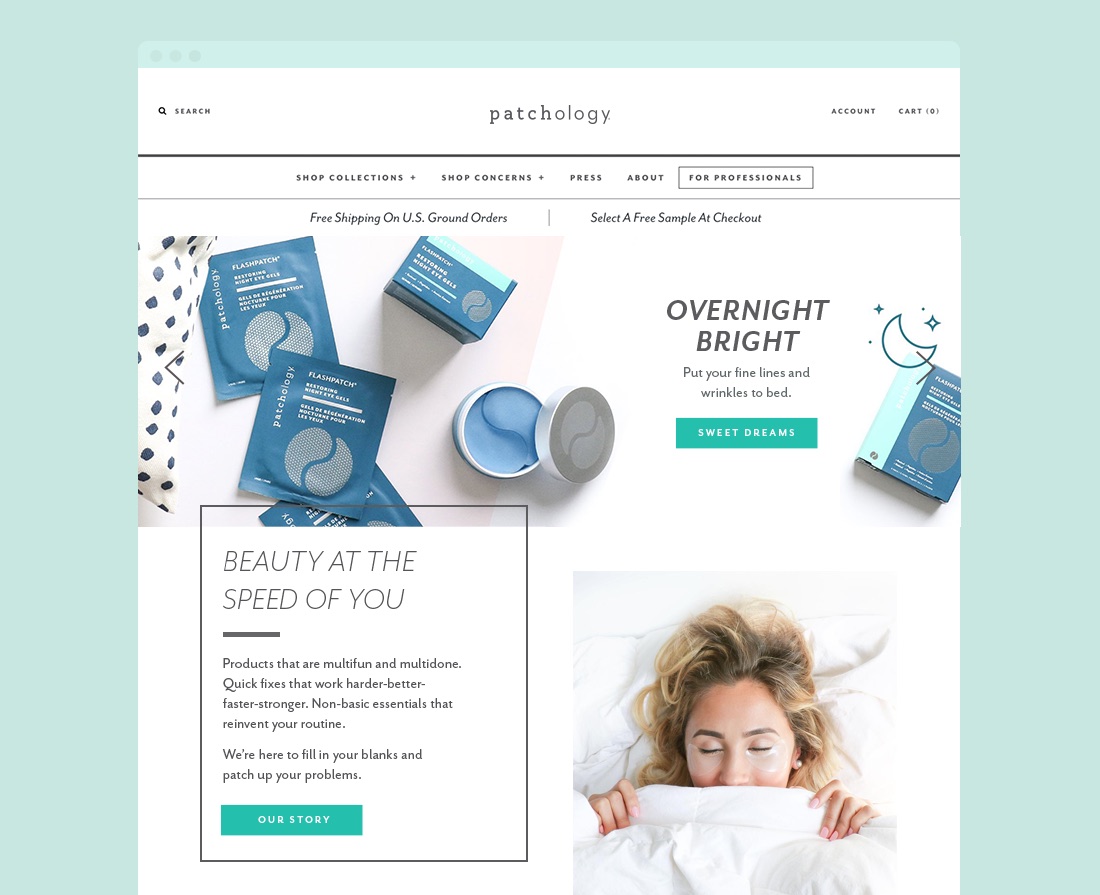 SEARCH
patchology
ACCOUNT
CART (0)
SHOP COLLECTIONS +
SHOP CONCERNS +
PRESS
ABOUT
FOR PROFESSIONALS
Free Shipping On U.S. Ground Orders
Select A Free Sample At Checkout
patchology
FLASHPATCH®
RESTORING
NIGHT EYE GELS
GELS DE RÉGÉNÉRATION
NOCTURNE POUR
LES YEUX
FLASHPATCH®
RESTORING
NIGHT EYE GELS
patchology
FLASHPATCH®
RESTORING
NIGHT EYE GELS
GELS DE RÉGÉNÉRATION
NOCTURNE POUR
LES YEUX
OVERNIGHT
BRIGHT
Put your fine lines and
wrinkles to bed.
SWEET DREAMS
FLASHPATCH
RESTORING
NIGHT EYE GELS
BEAUTY AT THE
SPEED OF YOU
Products that are multifun and multidone.
Quick fixes that work harder-better-
faster-stronger. Non-basic essentials that
reinvent your routine.
We're here to fill in your blanks and
patch up your problems.
OUR STORY